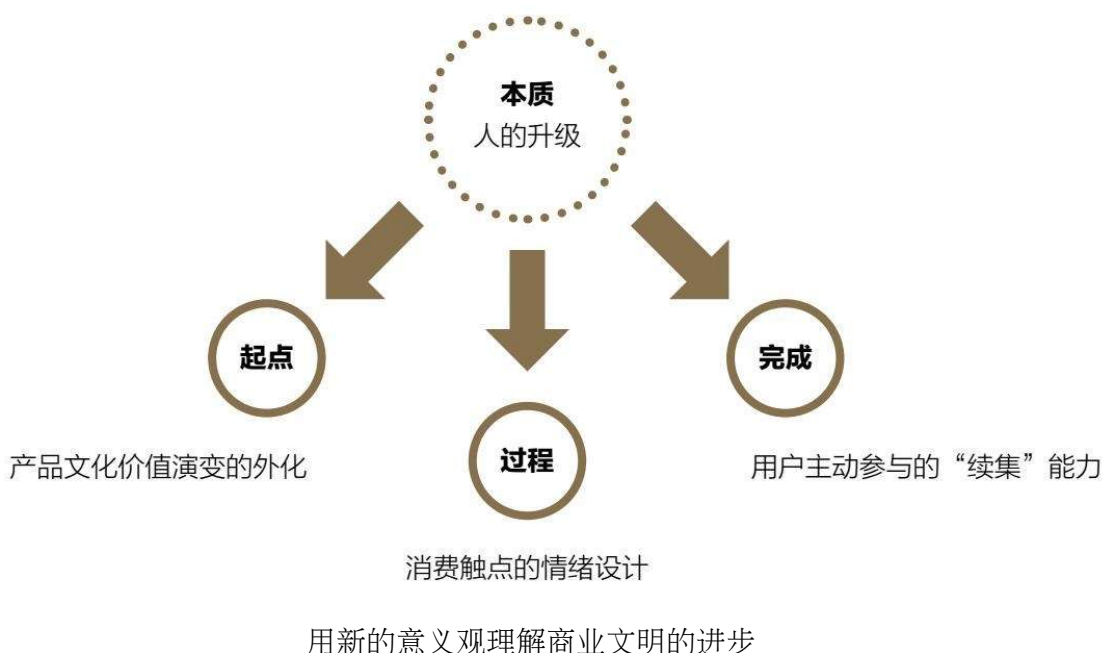 本质
人的升级
起点
产品文化价值演变的外化
过程
消费触点的情绪设计
完成
用户主动参与的“续集”能力
用新的意义观理解商业文明的进步